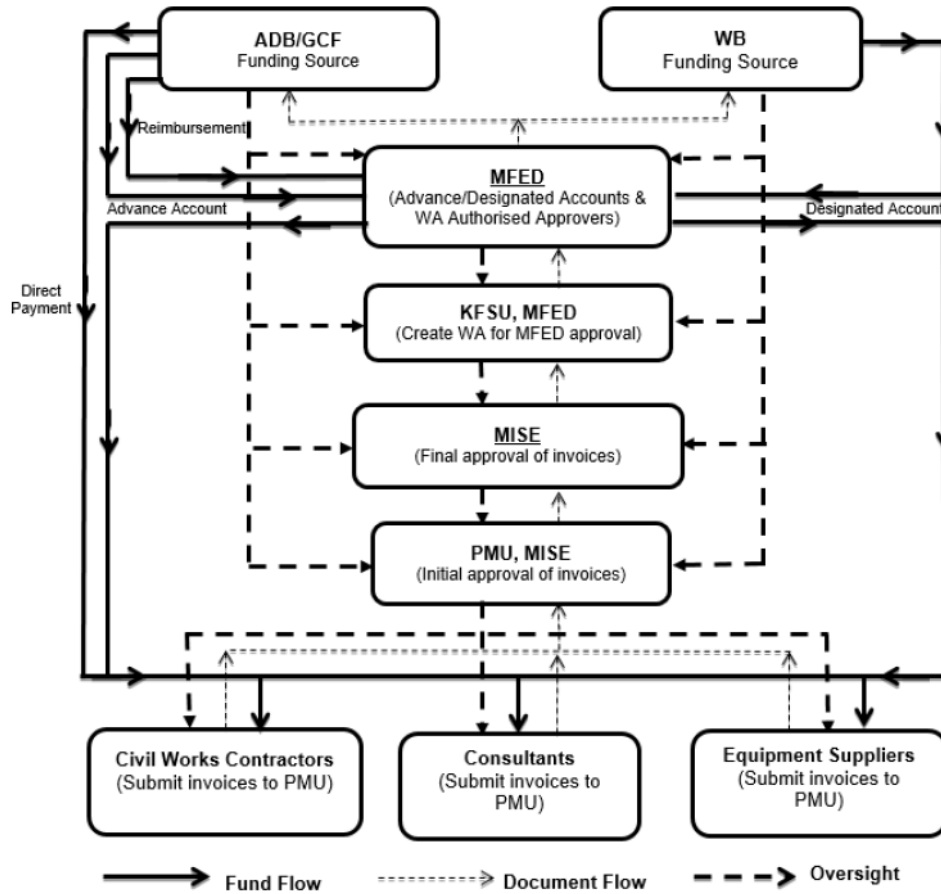 ADB/GCF
Funding Source
WB
Funding Source
Reimbursement
MFED
(Advance/Designated Accounts &
WA Authorised Approvers)
Advance Account
Designated Account
Direct
Payment
KFSU, MFED
(Create WA for MFED approval)
MISE
(Final approval of invoices)
PMU, MISE
(Initial approval of invoices)
Civil Works Contractors
(Submit invoices to PMU)
Consultants
(Submit invoices to
PMU)
Equipment Suppliers
(Submit invoices to
PMU)
Fund Flow
Document Flow
Oversight